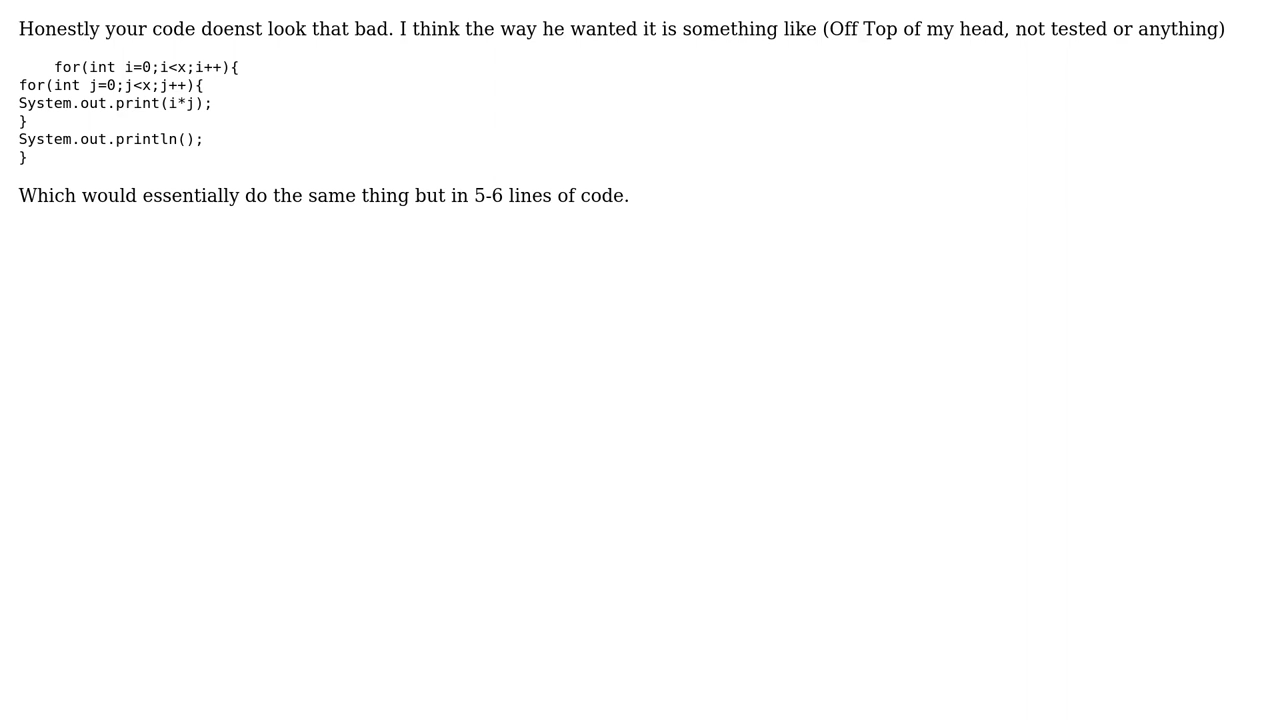 Honestly your code doenst look that bad. I think the way he wanted it is something like (Off Top of my head, not tested or anything)
    for(int i=0;i<x;i++){
for(int j=0;j<x;j++){
System.out.print(i*j);
}
System.out.println();
}
Which would essentially do the same thing but in 5-6 lines of code.